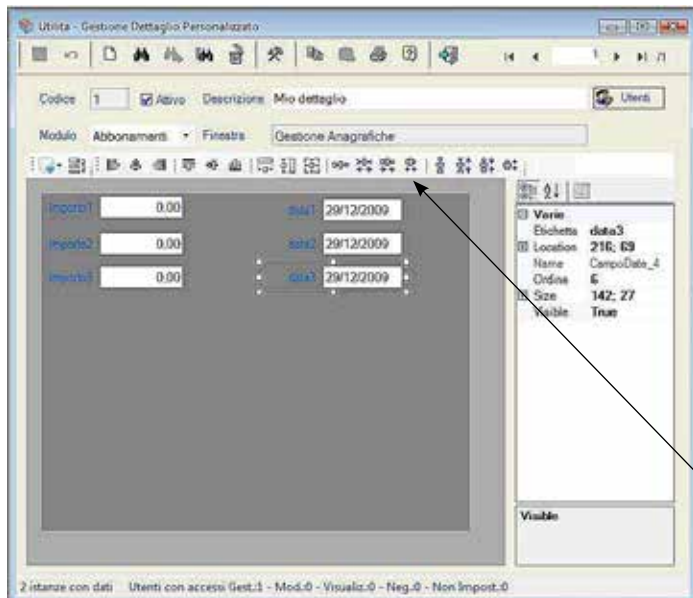 Utilità - Gestione Dettaglio Personalizzato
1
Codice 1 Attivo Descrizione Mio dettaglio Utenti
Modulo Abbonamenti Finestra Gestione Anagrafiche
Importo1 0,00 data1 29/12/2009
Importo2 0,00 data2 29/12/2009
Importo3 0,00 data3 29/12/2009
Varie
Etichetta data3
Location 216; 69
Name CampoData_4
Ordine 6
Size 142; 27
Visible True
Visible
2 istanze con dati Utenti con accessi Gest.:1 - Mod.:0 - Visualiz.:0 - Neg.:0 - Non Impost.:0